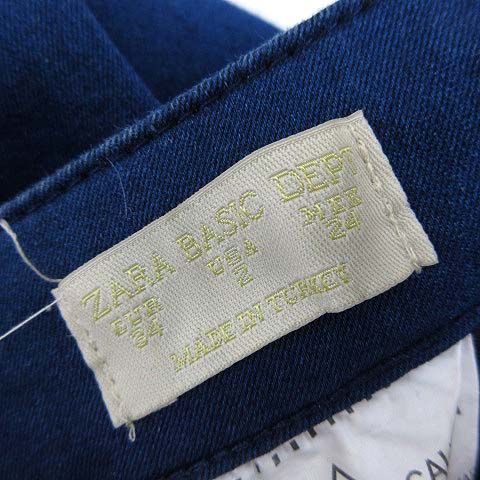 ZARA BASIC DEPT
EUR USA MEX
34 2 24
MADE IN TURKEY